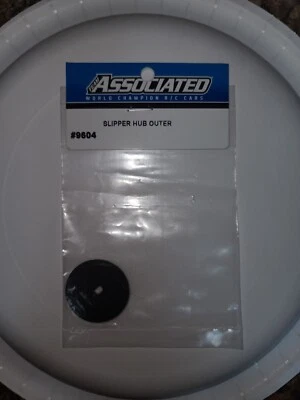 ASSOCIATED
WORLD CHAMPION R/C CARS
SLIPPER HUB OUTER
#9604